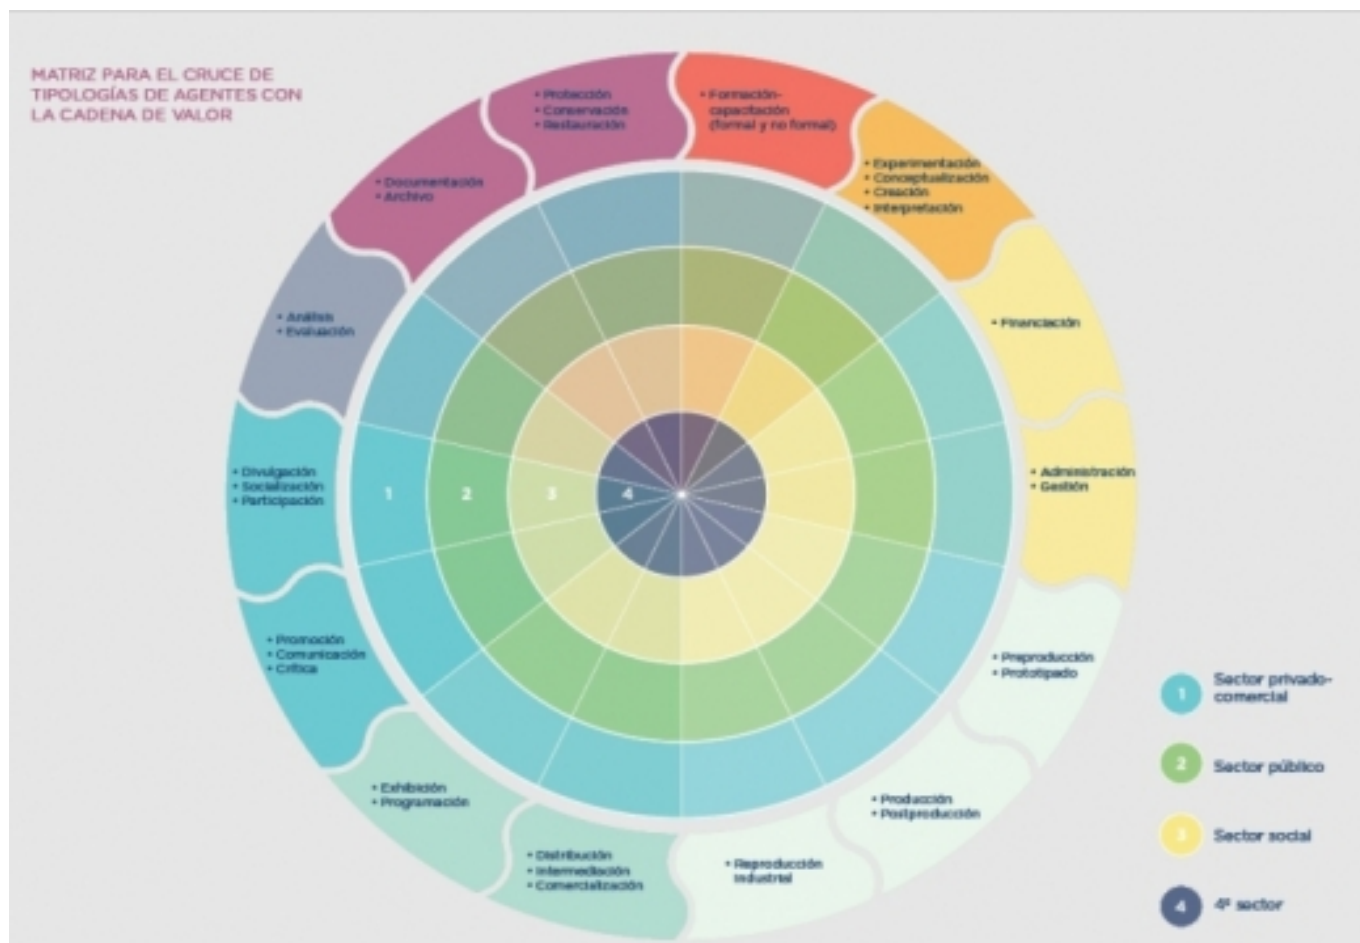 MATRIZ PARA EL CRUCE DE
TIPOLOGÍAS DE AGENTES CON
LA CADENA DE VALOR
• Protección
• Conservación
• Restauración
• Formación-
capacitación
(formal y no formal)
• Experimentación
• Conceptualización
• Creación
• Interpretación
• Financiación
• Administración
• Gestión
• Preproducción
• Prototipado
• Producción
• Postproducción
• Reproducción
Industrial
• Distribución
• Intermediación
• Comercialización
• Exhibición
• Programación
• Promoción
• Comunicación
• Crítica
• Divulgación
• Socialización
• Participación
• Análisis
• Evaluación
• Documentación
• Archivo
1 2 3 4
1 Sector privado-
comercial
2 Sector público
3 Sector social
4 4º sector